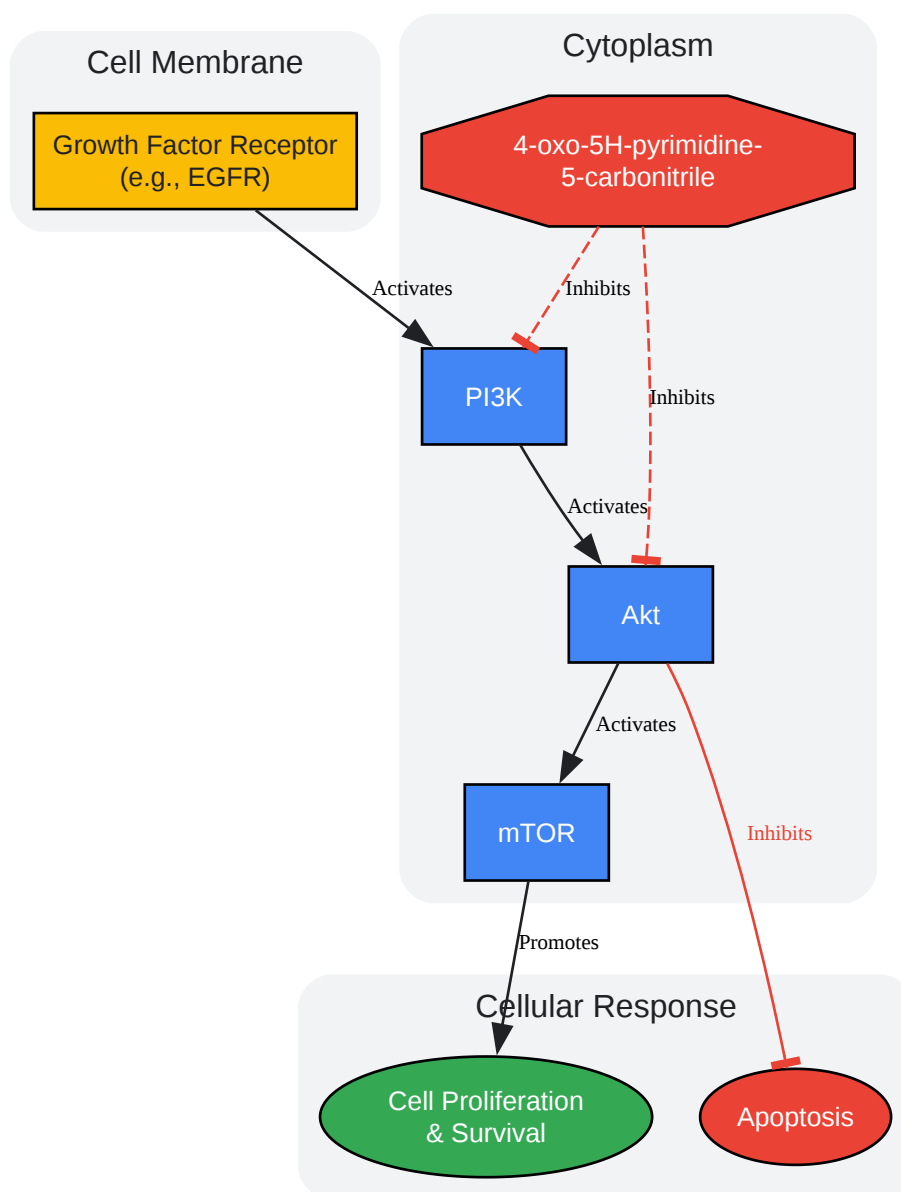 Cell Membrane
Growth Factor Receptor
(e.g., EGFR)
Cytoplasm
4-oxo-5H-pyrimidine-
5-carbonitrile
Activates
Inhibits
PI3K
Inhibits
Activates
Akt
Activates
mTOR
Inhibits
Promotes
Cellular Response
Cell Proliferation
& Survival
Apoptosis